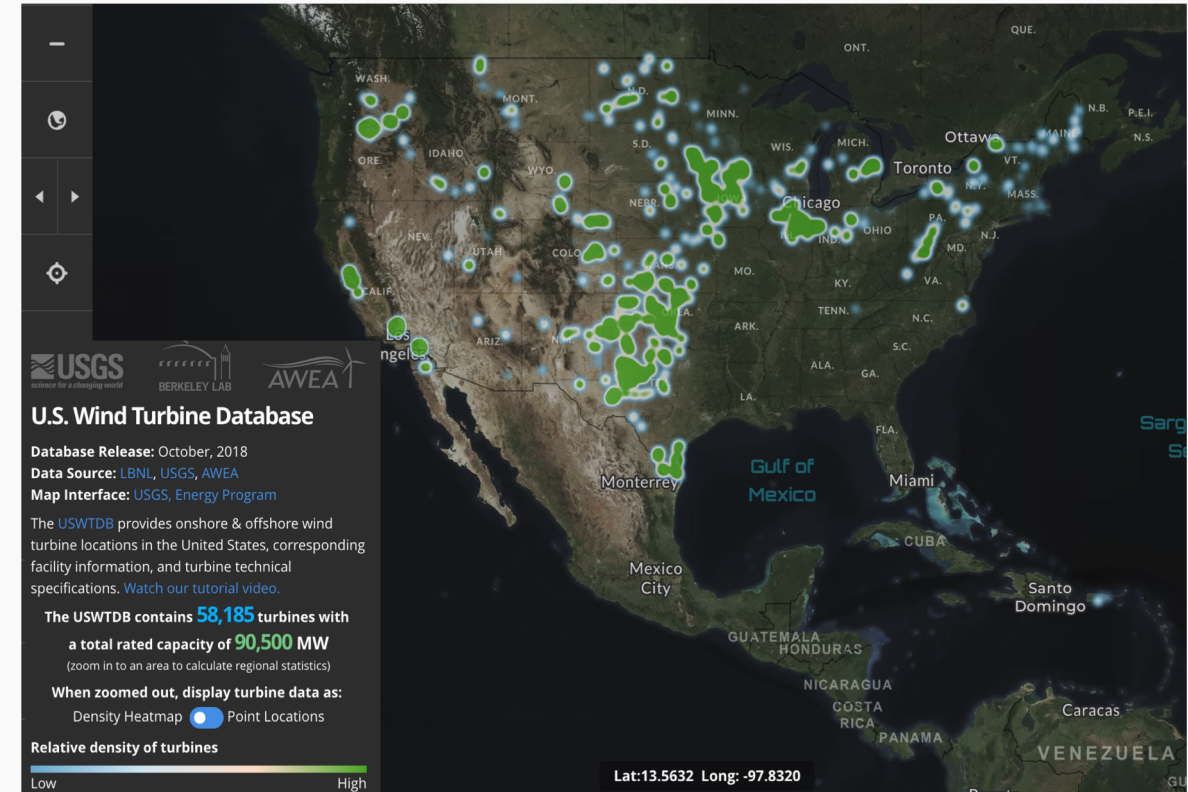 QUE.
ONT.
WASH.
MONT.
N.D.
MINN.
N.B.
P.E.I.
N.S.
Ottawa
MAINE
ORE.
IDAHO
S.D.
WIS.
MICH.
Toronto
VT.
WYO.
N.Y.
MASS.
NEBR.
IOWA
Chicago
PA.
NEV.
UTAH
COLO.
ILL.
IND.
OHIO
MD.
N.J.
MO.
KY.
VA.
CALIF.
TENN.
N.C.
OKLA.
ARK.
Los
Angeles
ARIZ.
S.C.
ALA.
GA.
LA.
FLA.
Gulf of
Mexico
Miami
Monterrey
CUBA
Mexico
City
Santo
Domingo
GUATEMALA
HONDURAS
NICARAGUA
COSTA
RICA
PANAMA
Caracas
VENEZUELA
GU
Sarg
Se
USGS
science for a changing world
BERKELEY LAB
AWEA
U.S. Wind Turbine Database
Database Release: October, 2018
Data Source: LBNL, USGS, AWEA
Map Interface: USGS, Energy Program
The USWTDB provides onshore & offshore wind
turbine locations in the United States, corresponding
facility information, and turbine technical
specifications. Watch our tutorial video.
The USWTDB contains 58,185 turbines with
a total rated capacity of 90,500 MW
(zoom in to an area to calculate regional statistics)
When zoomed out, display turbine data as:
Density Heatmap Point Locations
Relative density of turbines
Low High
Lat:13.5632 Long: -97.8320